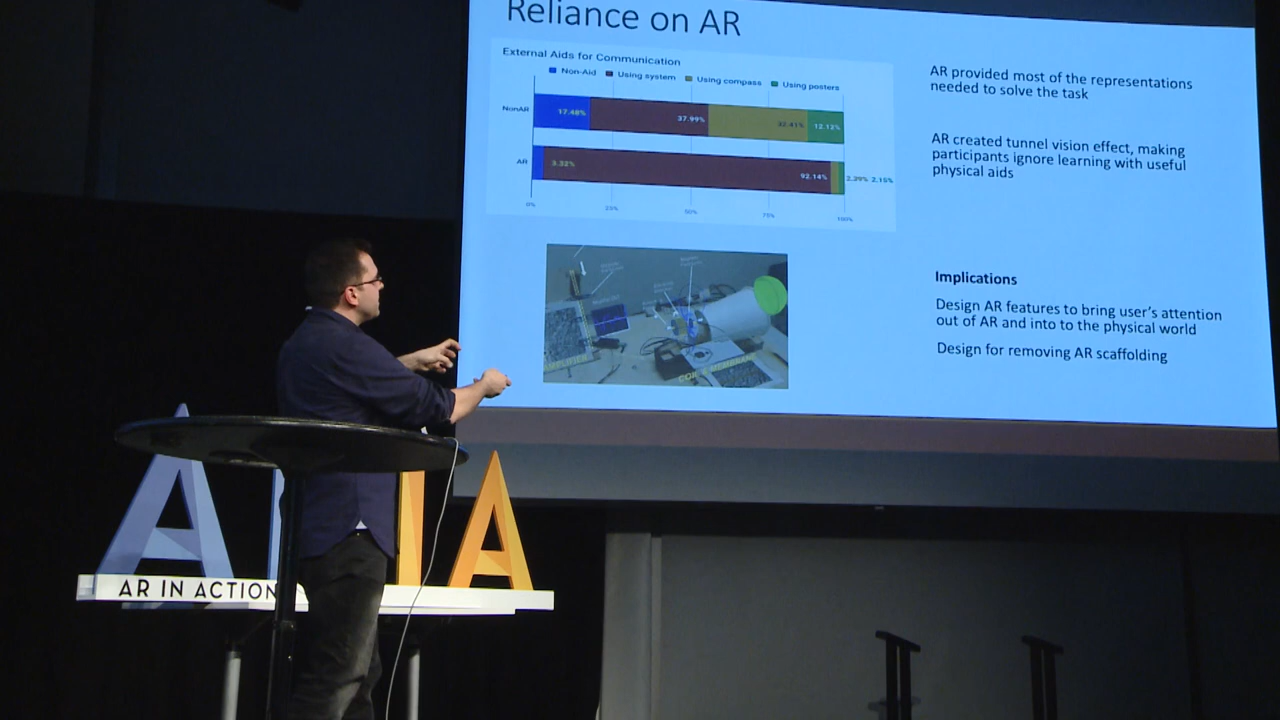 Reliance on AR
External Aids for Communication
Non-Aid Using system Using compass Using posters
NonAR 17.48% 37.99% 32.41% 12.12%
AR 3.32% 92.14% 2.39% 2.15%
0% 25% 50% 75% 100%
AR provided most of the representations
needed to solve the task
AR created tunnel vision effect, making
participants ignore learning with useful
physical aids
AMPLIFIER
COIL & MEMBRANE
Implications
Design AR features to bring user's attention
out of AR and into to the physical world
Design for removing AR scaffolding
A IA
AR IN ACTION